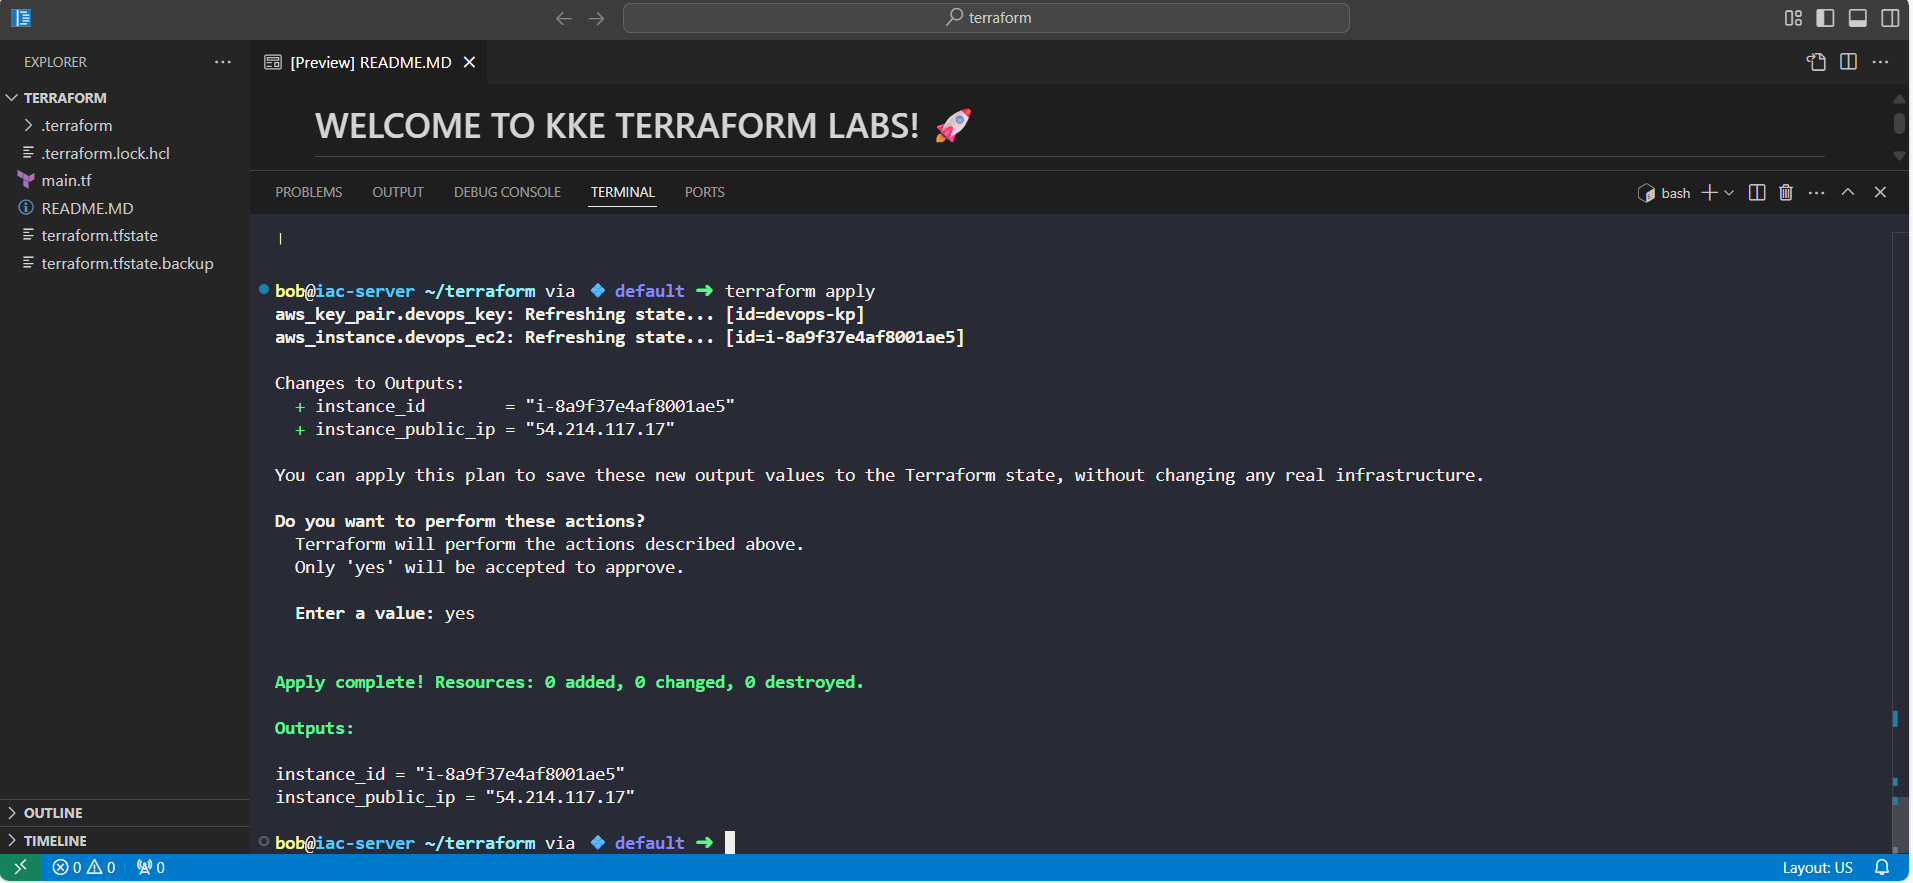 terraform
EXPLORER
[Preview] README.MD
TERRAFORM
.terraform
.terraform.lock.hcl
main.tf
README.MD
terraform.tfstate
terraform.tfstate.backup
OUTLINE
TIMELINE
WELCOME TO KKE TERRAFORM LABS! 🚀
PROBLEMS OUTPUT DEBUG CONSOLE TERMINAL PORTS
bash
bob@iac-server ~/terraform via 🔷 default ➜ terraform apply
aws_key_pair.devops_key: Refreshing state... [id=devops-kp]
aws_instance.devops_ec2: Refreshing state... [id=i-8a9f37e4af8001ae5]
Changes to Outputs:
+ instance_id        = "i-8a9f37e4af8001ae5"
+ instance_public_ip = "54.214.117.17"
You can apply this plan to save these new output values to the Terraform state, without changing any real infrastructure.
Do you want to perform these actions?
Terraform will perform the actions described above.
Only 'yes' will be accepted to approve.
Enter a value: yes
Apply complete! Resources: 0 added, 0 changed, 0 destroyed.
Outputs:
instance_id = "i-8a9f37e4af8001ae5"
instance_public_ip = "54.214.117.17"
bob@iac-server ~/terraform via 🔷 default ➜
0 0 0
Layout: US